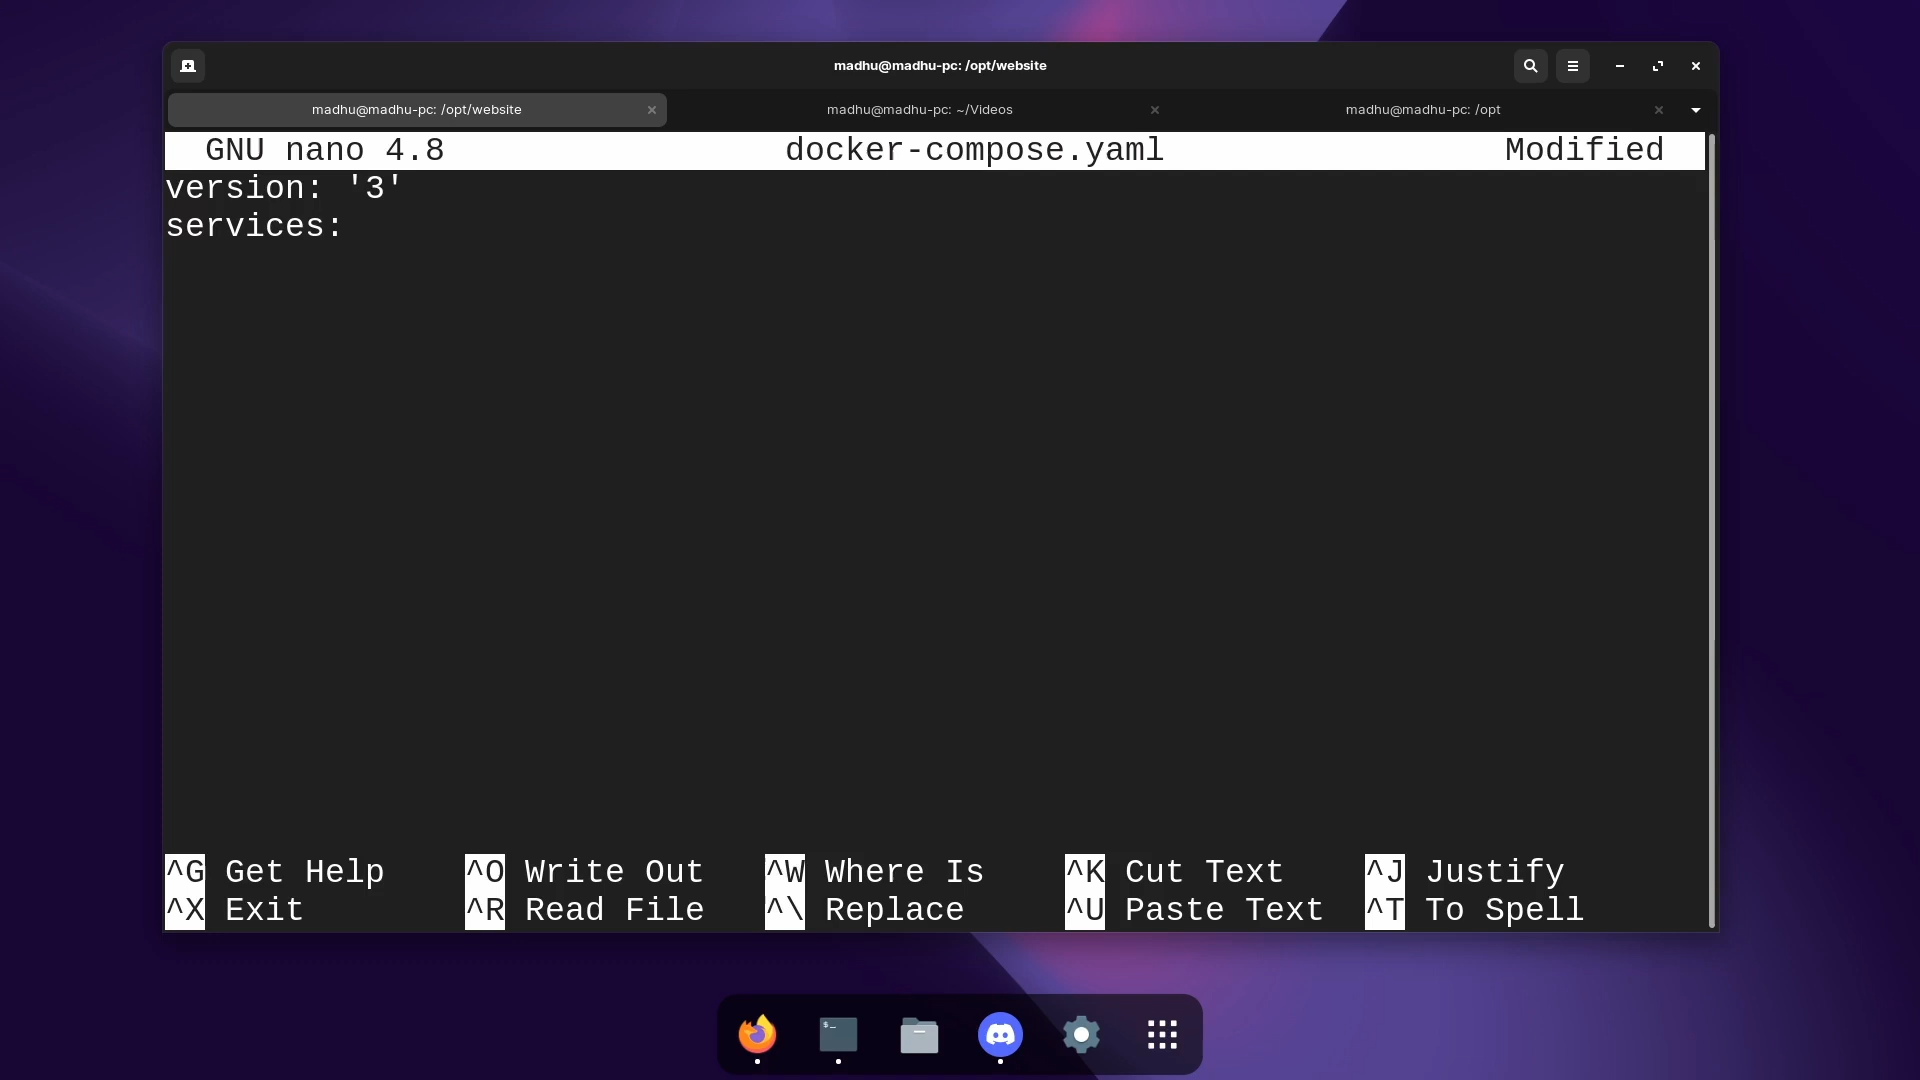 madhu@madhu-pc: /opt/website
madhu@madhu-pc: /opt/website madhu@madhu-pc: ~/Videos madhu@madhu-pc: /opt
GNU nano 4.8 docker-compose.yaml Modified
version: '3'
services:
^G Get Help ^O Write Out ^W Where Is ^K Cut Text ^J Justify
^X Exit ^R Read File ^\ Replace ^U Paste Text ^T To Spell
$_